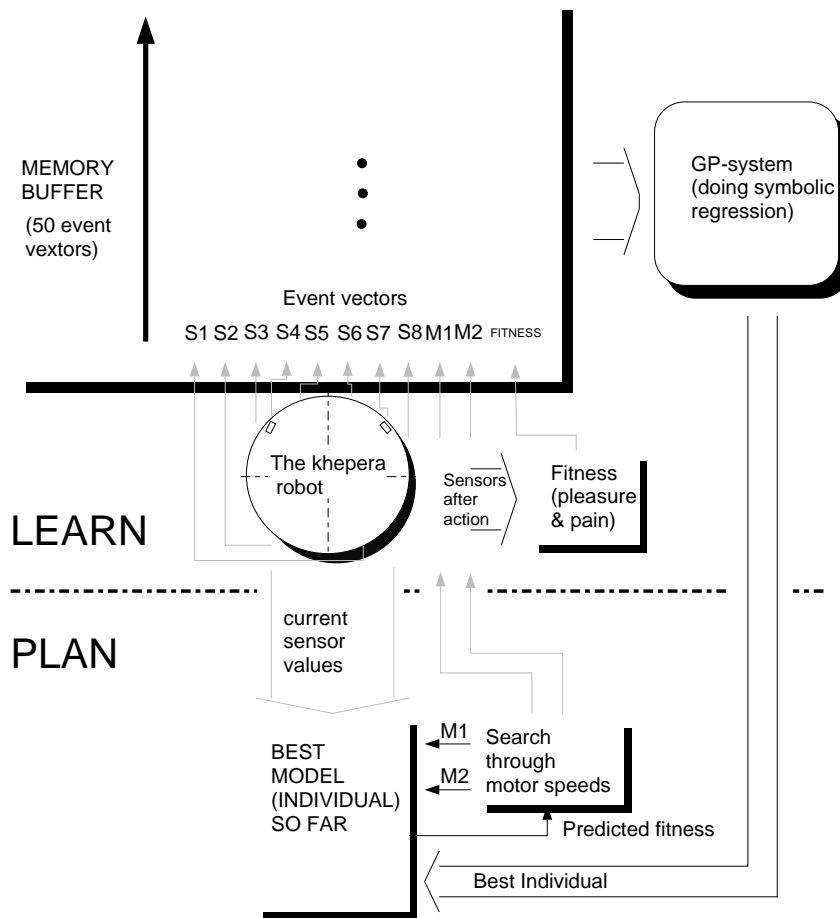 MEMORY
BUFFER
(50 event
vextors)
GP-system
(doing symbolic
regression)
Event vectors
S1 S2 S3 S4 S5 S6 S7 S8 M1 M2 FITNESS
The khepera
robot
Sensors
after
action
Fitness
(pleasure
& pain)
LEARN
PLAN
current
sensor
values
BEST
MODEL
(INDIVIDUAL)
SO FAR
M1
M2
Search
through
motor speeds
Predicted fitness
Best Individual